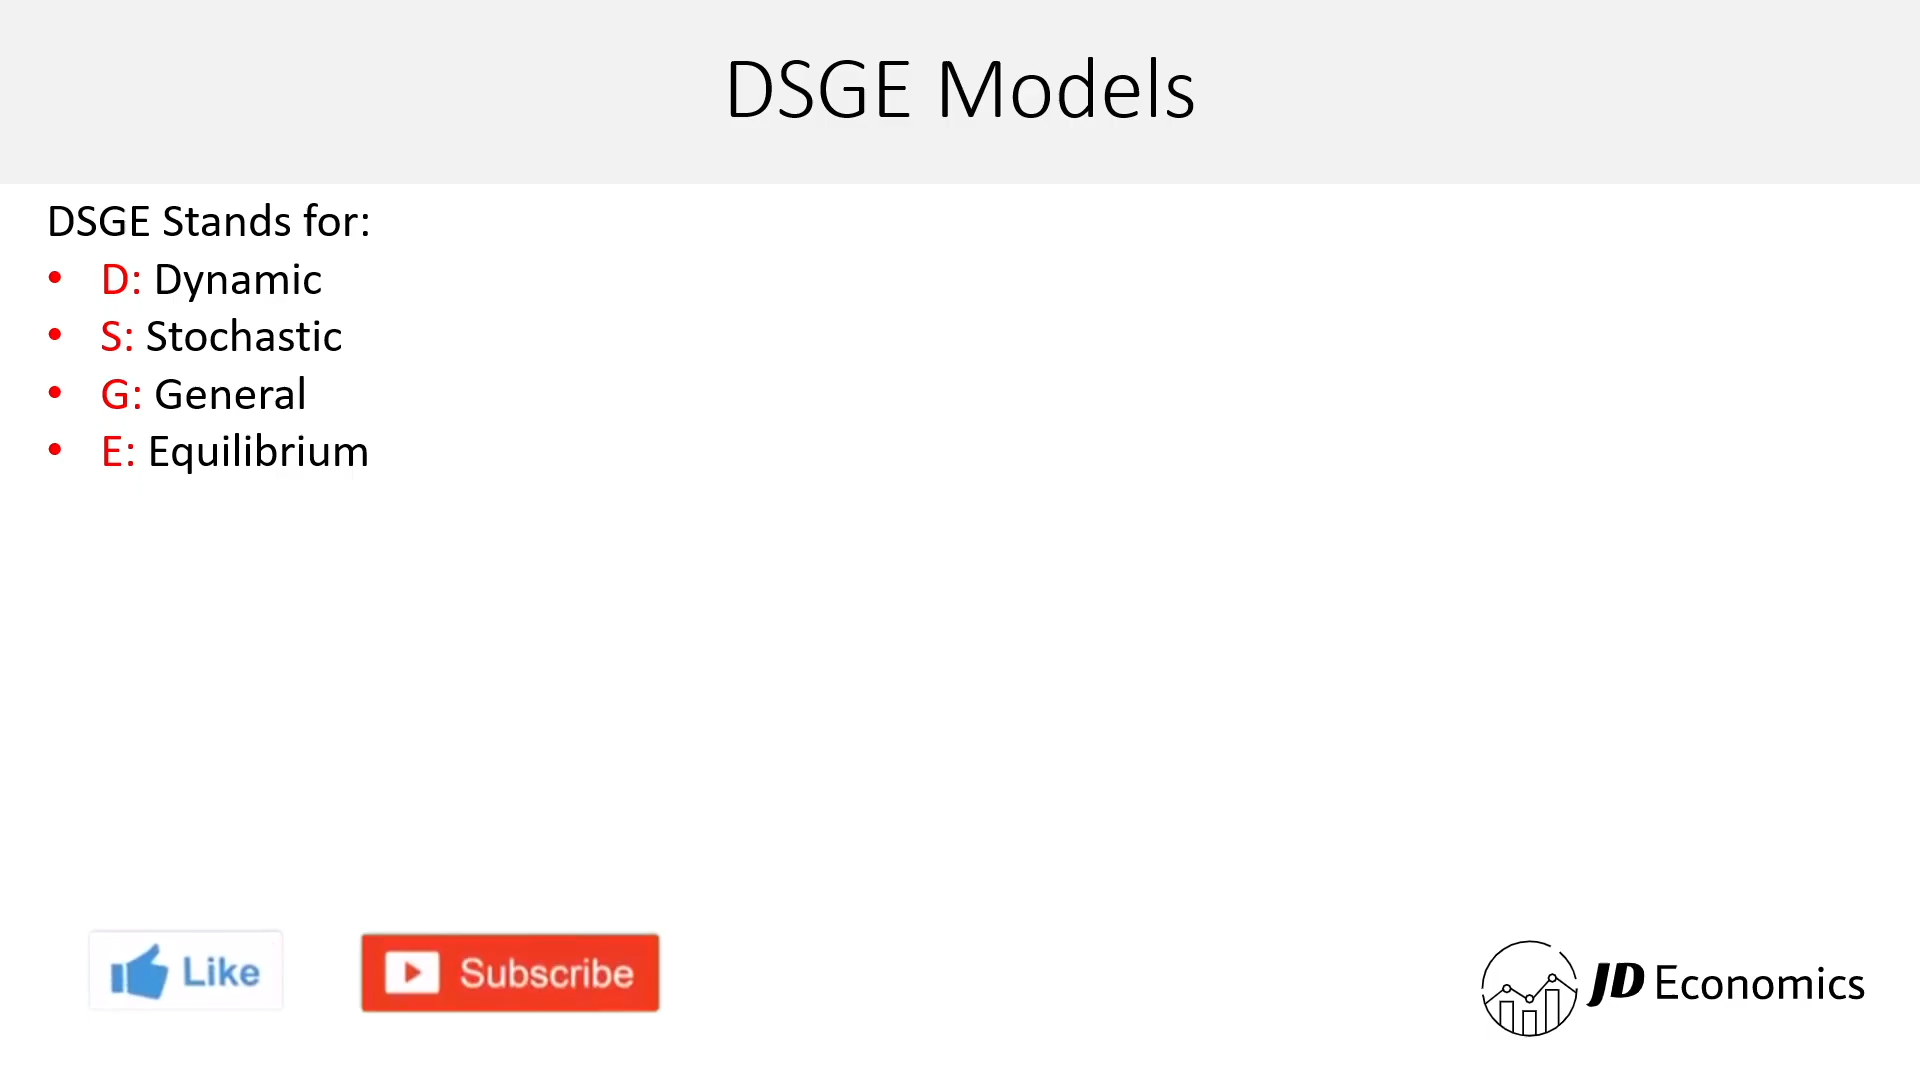 DSGE Models
DSGE Stands for:
• D: Dynamic
• S: Stochastic
• G: General
• E: Equilibrium
Like
Subscribe
JD Economics